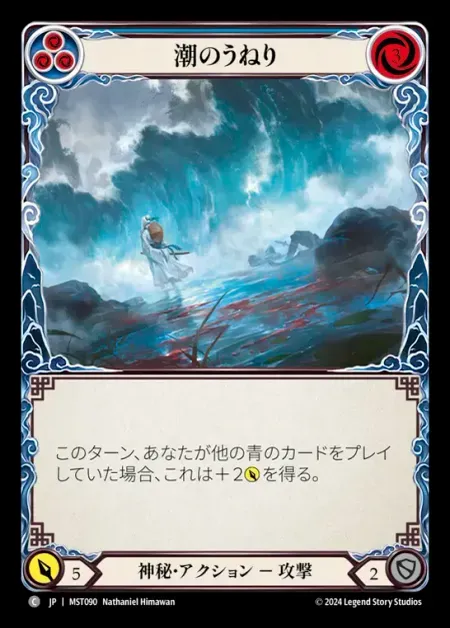 潮のうねり
3
このターン、あなたが他の青のカードをプレイ
していた場合、これは＋2を得る。
5
神秘・アクション － 攻撃
2
C JP | MST090 Nathaniel Himawan
© 2024 Legend Story Studios